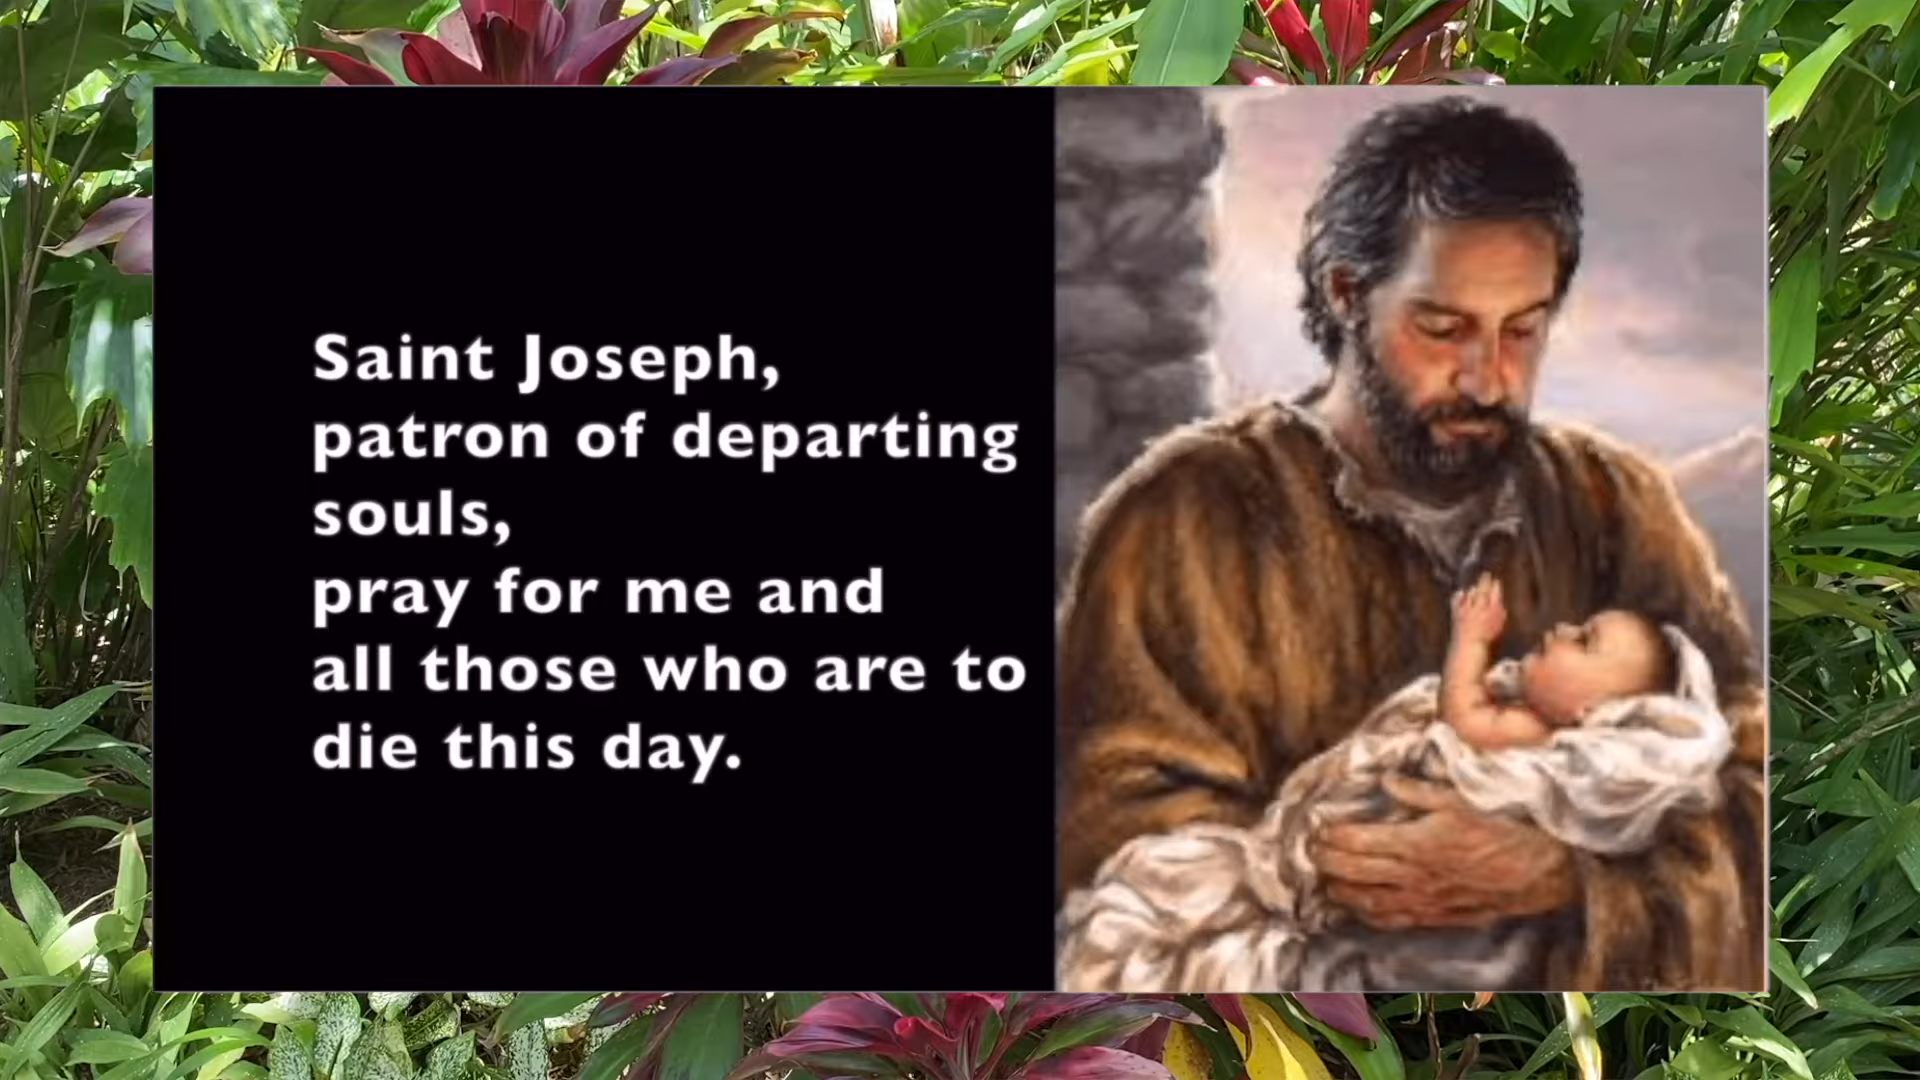 Saint Joseph,
patron of departing
souls,
pray for me and
all those who are to
die this day.